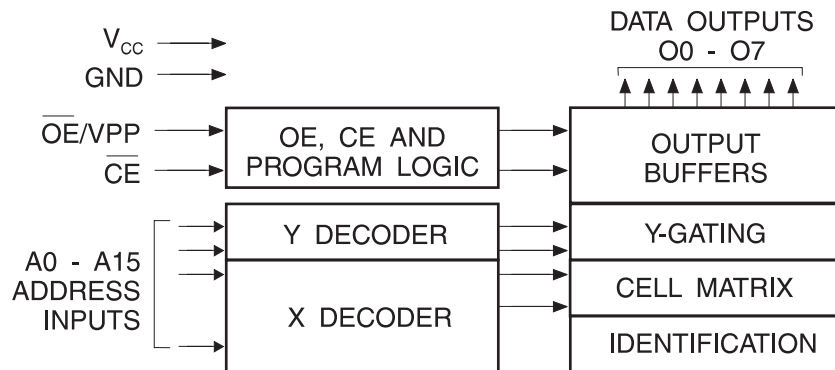 DATA OUTPUTS
O0 - O7
VCC
GND
OE/VPP
CE
OE, CE AND
PROGRAM LOGIC
OUTPUT
BUFFERS
A0 - A15
ADDRESS
INPUTS
Y DECODER
Y-GATING
X DECODER
CELL MATRIX
IDENTIFICATION